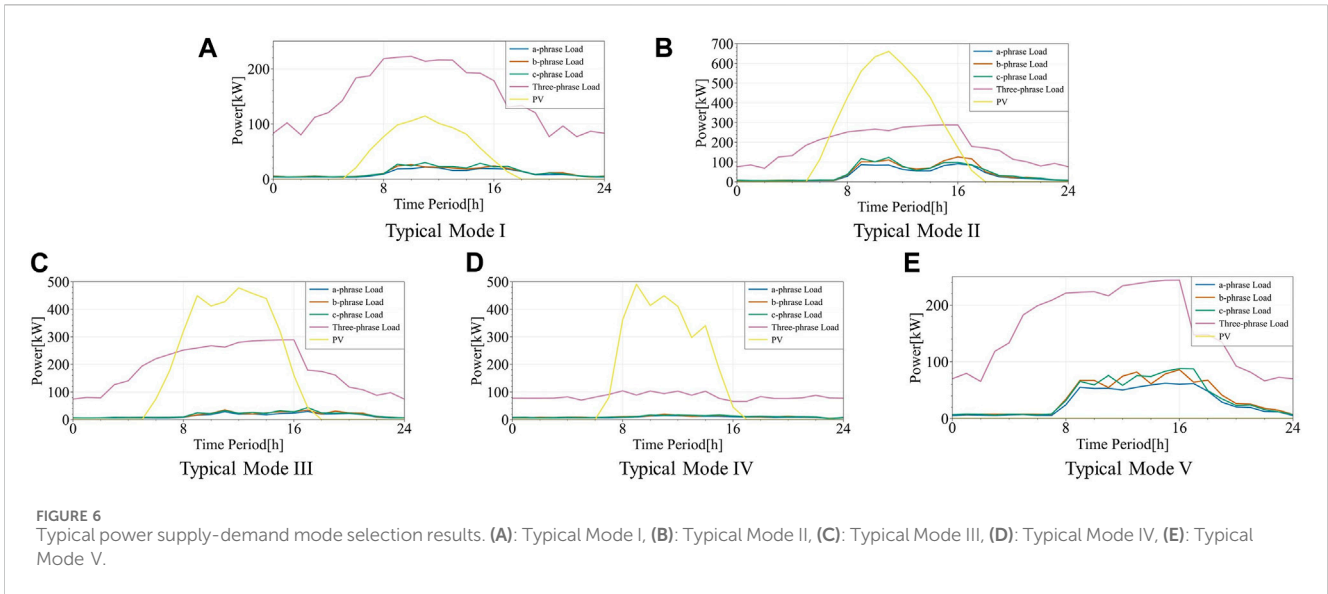 A
Power[kW]
200
100
0
0
8
16
24
a-phrase Load
b-phrase Load
c-phrase Load
Three-phrase Load
PV
Time Period[h]
Typical Mode I
B
Power[kW]
700
600
500
400
300
200
100
0
0
8
16
24
a-phrase Load
b-phrase Load
c-phrase Load
Three-phrase Load
PV
Time Period[h]
Typical Mode II
C
Power[kW]
500
400
300
200
100
0
0
8
16
24
a-phrase Load
b-phrase Load
c-phrase Load
Three-phrase Load
PV
Time Period[h]
Typical Mode III
D
Power[kW]
500
400
300
200
100
0
0
8
16
24
a-phrase Load
b-phrase Load
c-phrase Load
Three-phrase Load
PV
Time Period[h]
Typical Mode IV
E
Power[kW]
200
100
0
0
8
16
24
a-phrase Load
b-phrase Load
c-phrase Load
Three-phrase Load
PV
Time Period[h]
Typical Mode V
FIGURE 6
Typical power supply-demand mode selection results. (A): Typical Mode I, (B): Typical Mode II, (C): Typical Mode III, (D): Typical Mode IV, (E): Typical
Mode V.